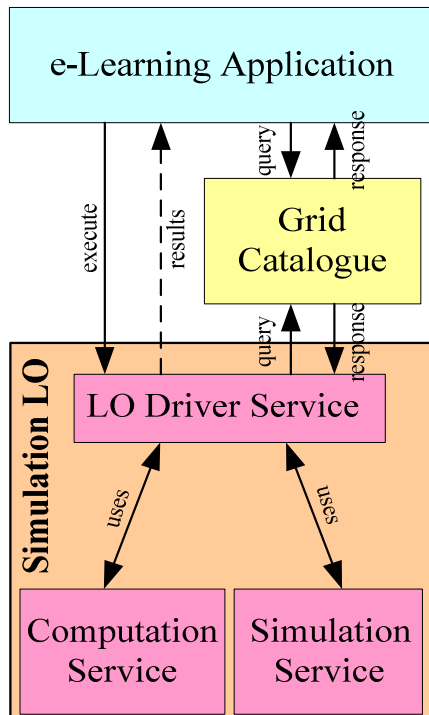 e-Learning Application
execute
results
query
response
Grid
Catalogue
query
response
Simulation LO
LO Driver Service
uses
uses
Computation
Service
Simulation
Service